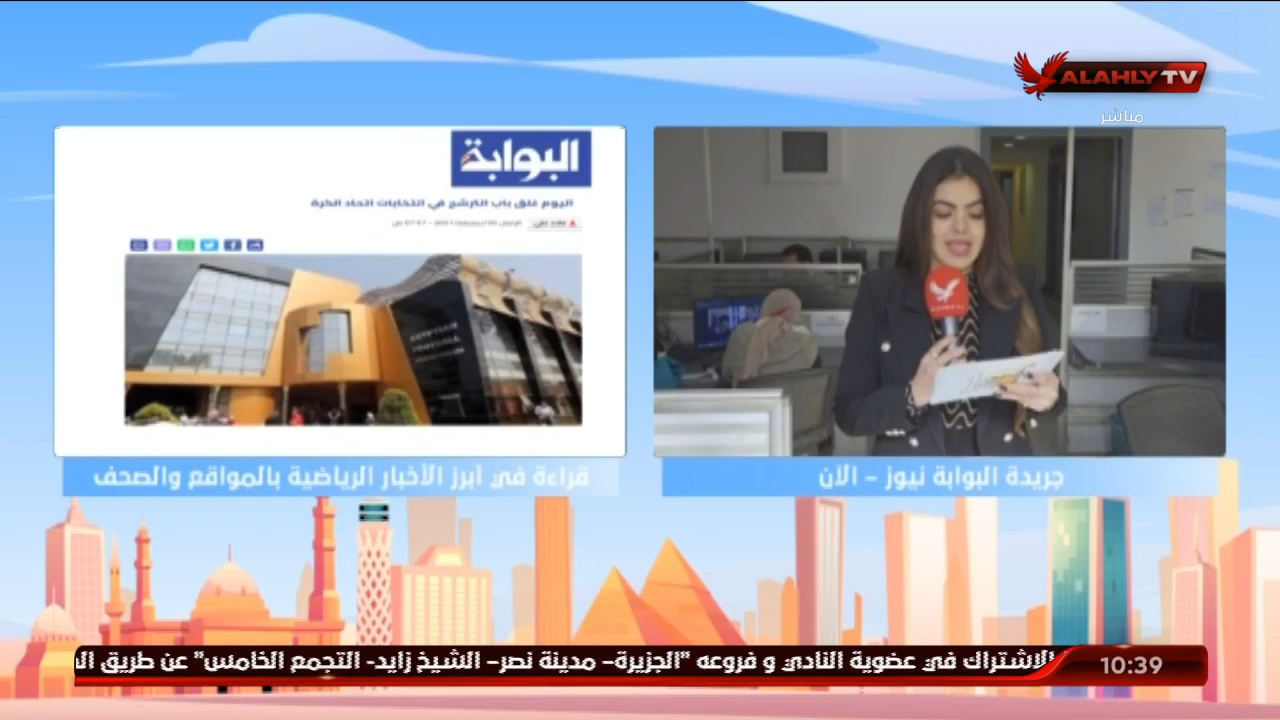 ALAHLY TV
مباشر
البوابة
اليوم غلق باب الترشح في انتخابات اتحاد الكرة
قراءة في أبرز الأخبار الرياضية بالمواقع والصحف
جريدة البوابة نيوز – الآن
الاشتراك في عضوية النادي و فروعه "الجزيرة– مدينة نصر– الشيخ زايد- التجمع الخامس" عن طريق ال
10:39